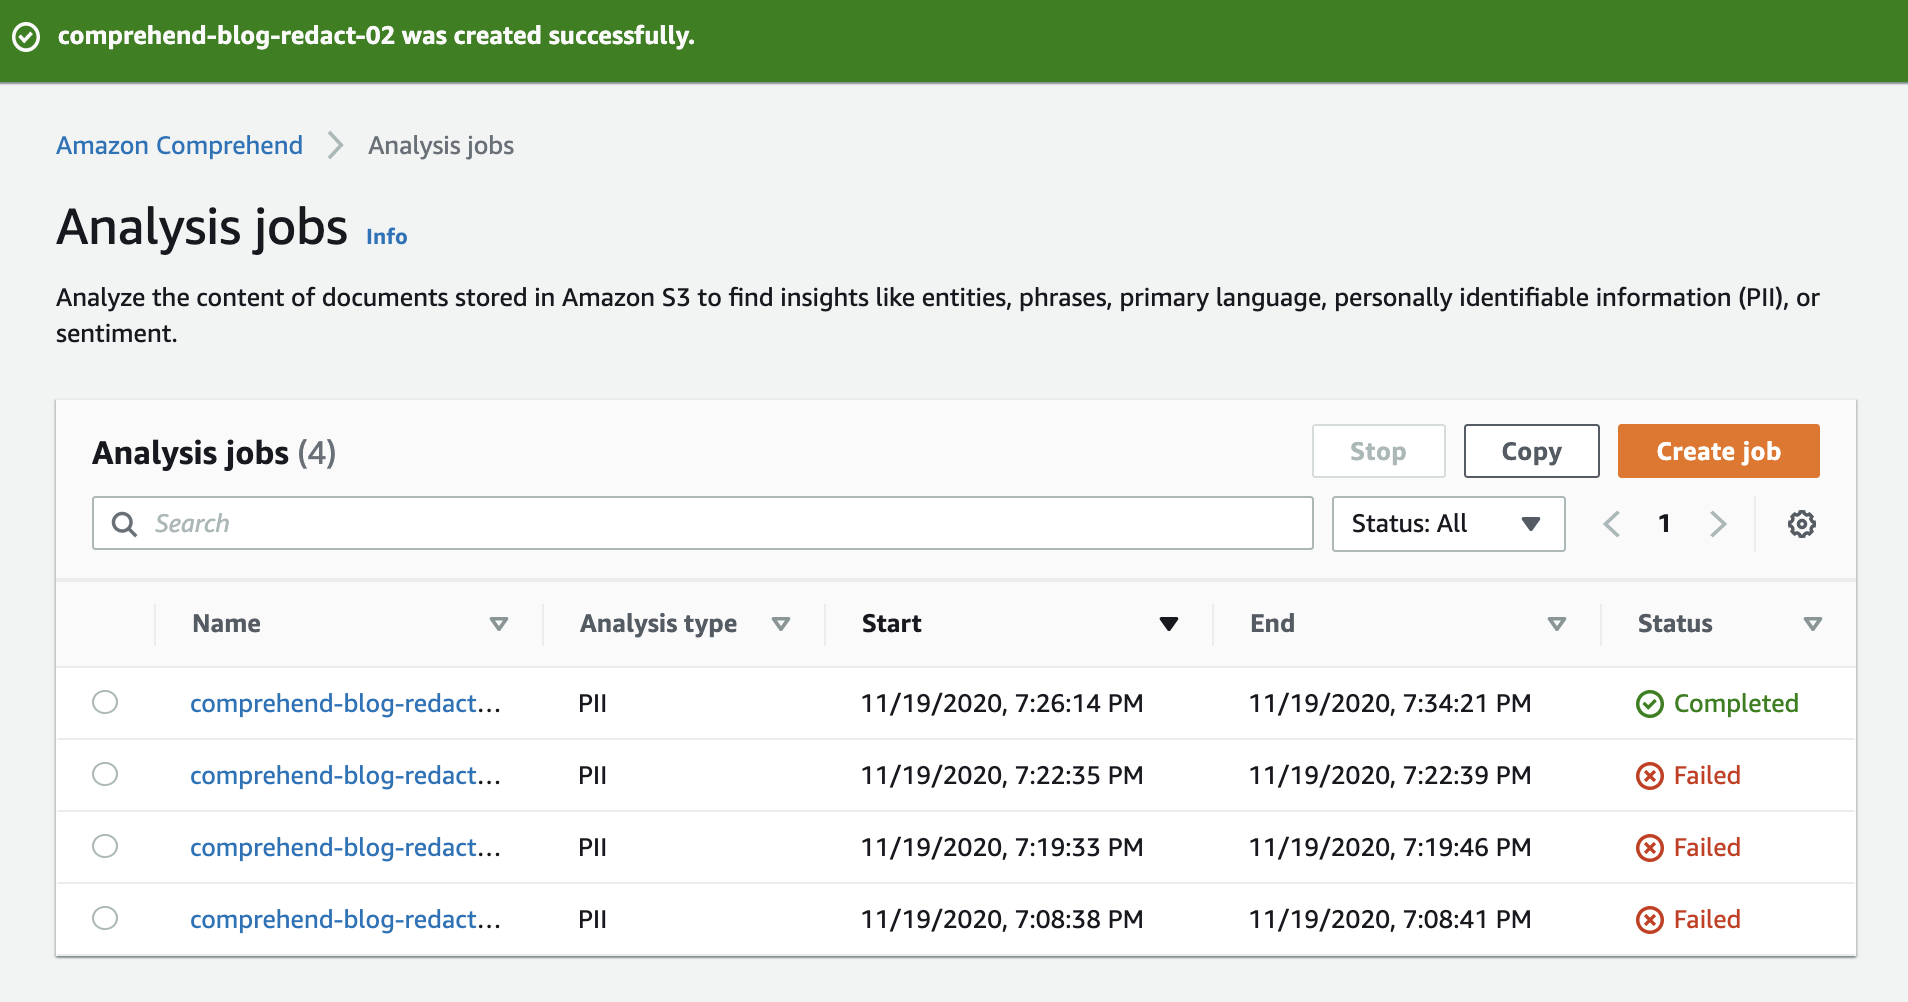 comprehend-blog-redact-02 was created successfully.
Amazon Comprehend > Analysis jobs
Analysis jobs Info
Analyze the content of documents stored in Amazon S3 to find insights like entities, phrases, primary language, personally identifiable information (PII), or
sentiment.
Analysis jobs (4) Stop Copy Create job
Search Status: All 1
Name Analysis type Start End Status
comprehend-blog-redact... PII 11/19/2020, 7:26:14 PM 11/19/2020, 7:34:21 PM Completed
comprehend-blog-redact... PII 11/19/2020, 7:22:35 PM 11/19/2020, 7:22:39 PM Failed
comprehend-blog-redact... PII 11/19/2020, 7:19:33 PM 11/19/2020, 7:19:46 PM Failed
comprehend-blog-redact... PII 11/19/2020, 7:08:38 PM 11/19/2020, 7:08:41 PM Failed